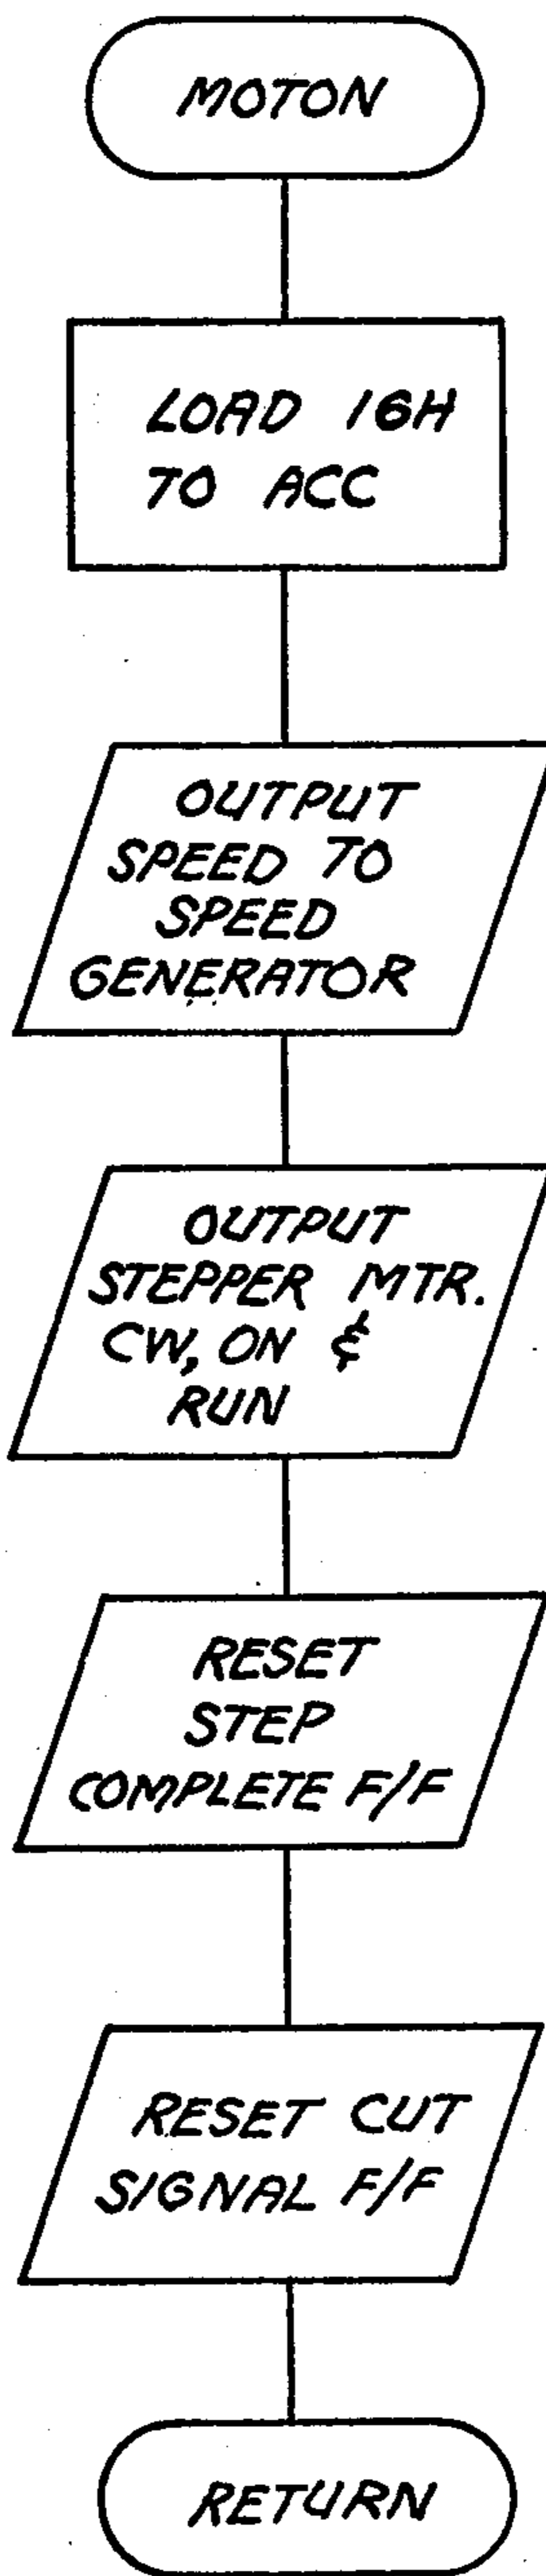 MOTON
LOAD 16H
TO ACC
OUTPUT
SPEED TO
SPEED
GENERATOR
OUTPUT
STEPPER MTR.
CW, ON &
RUN
RESET
STEP
COMPLETE F/F
RESET CUT
SIGNAL F/F
RETURN